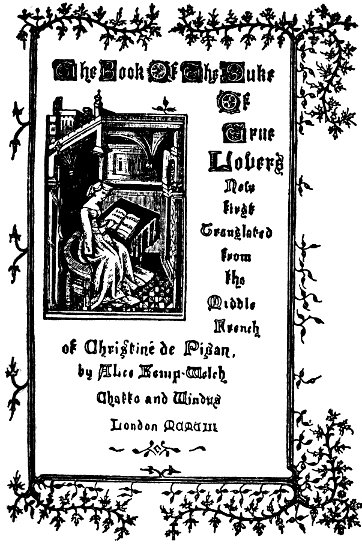 The Book Of The Duke
Of
True
Lovers
Now
first
Translated
from
the
Middle
French
of Christine de Pisan,
by Alice Kemp-Welch
Chatto and Windus
London MCMVIII